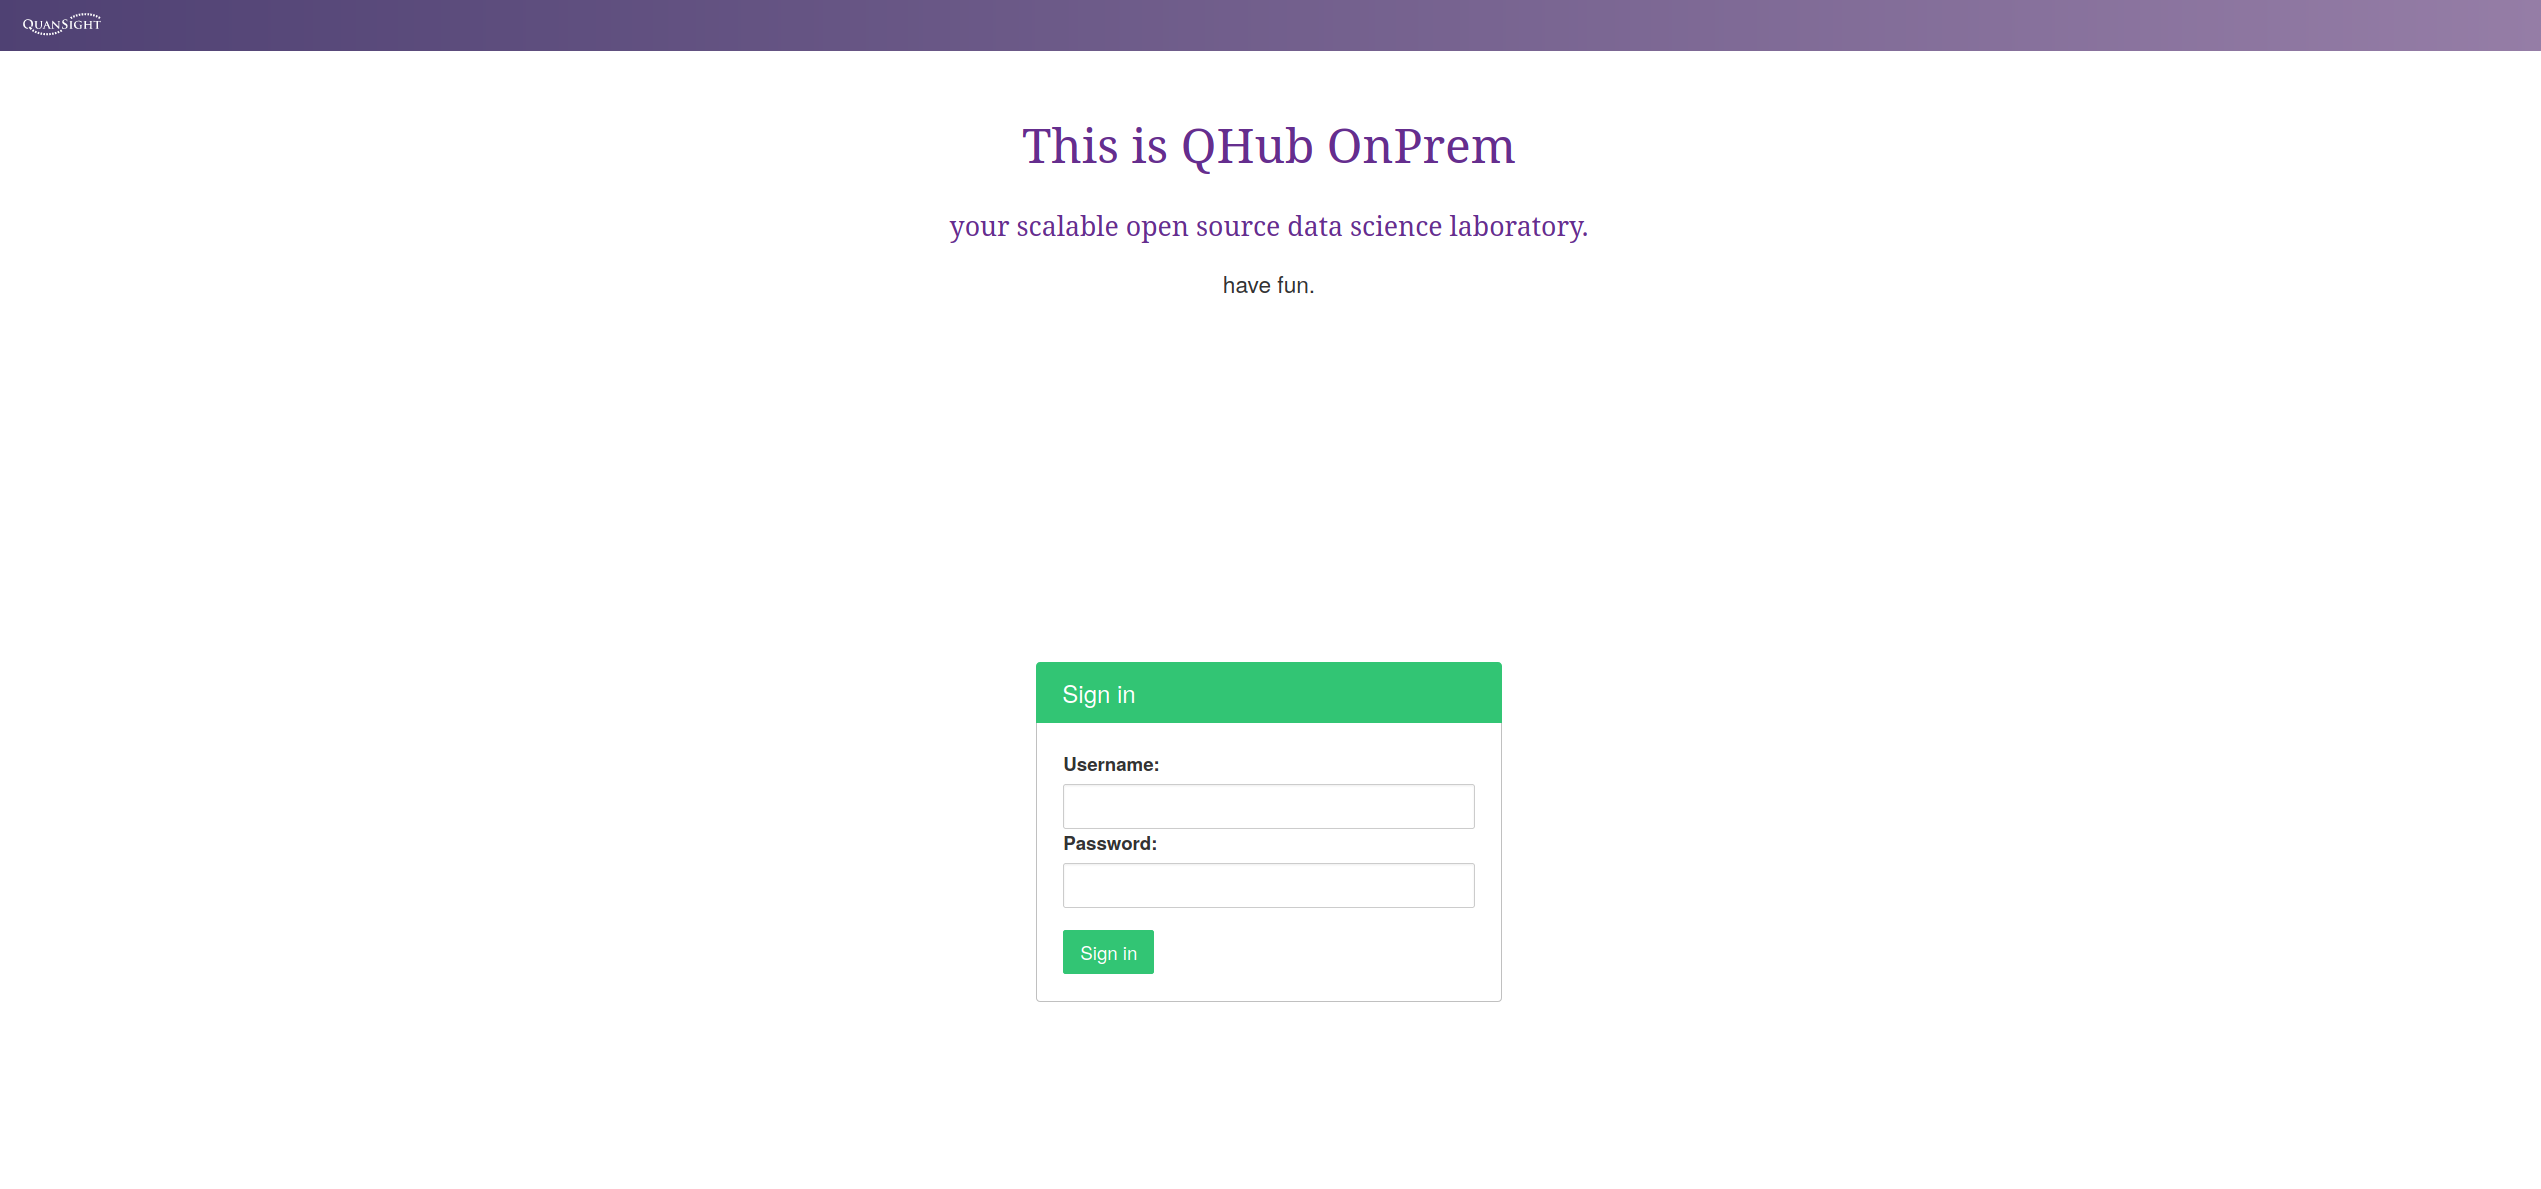 QUANSIGHT
This is QHub OnPrem
your scalable open source data science laboratory.
have fun.
Sign in
Username:
Password:
Sign in